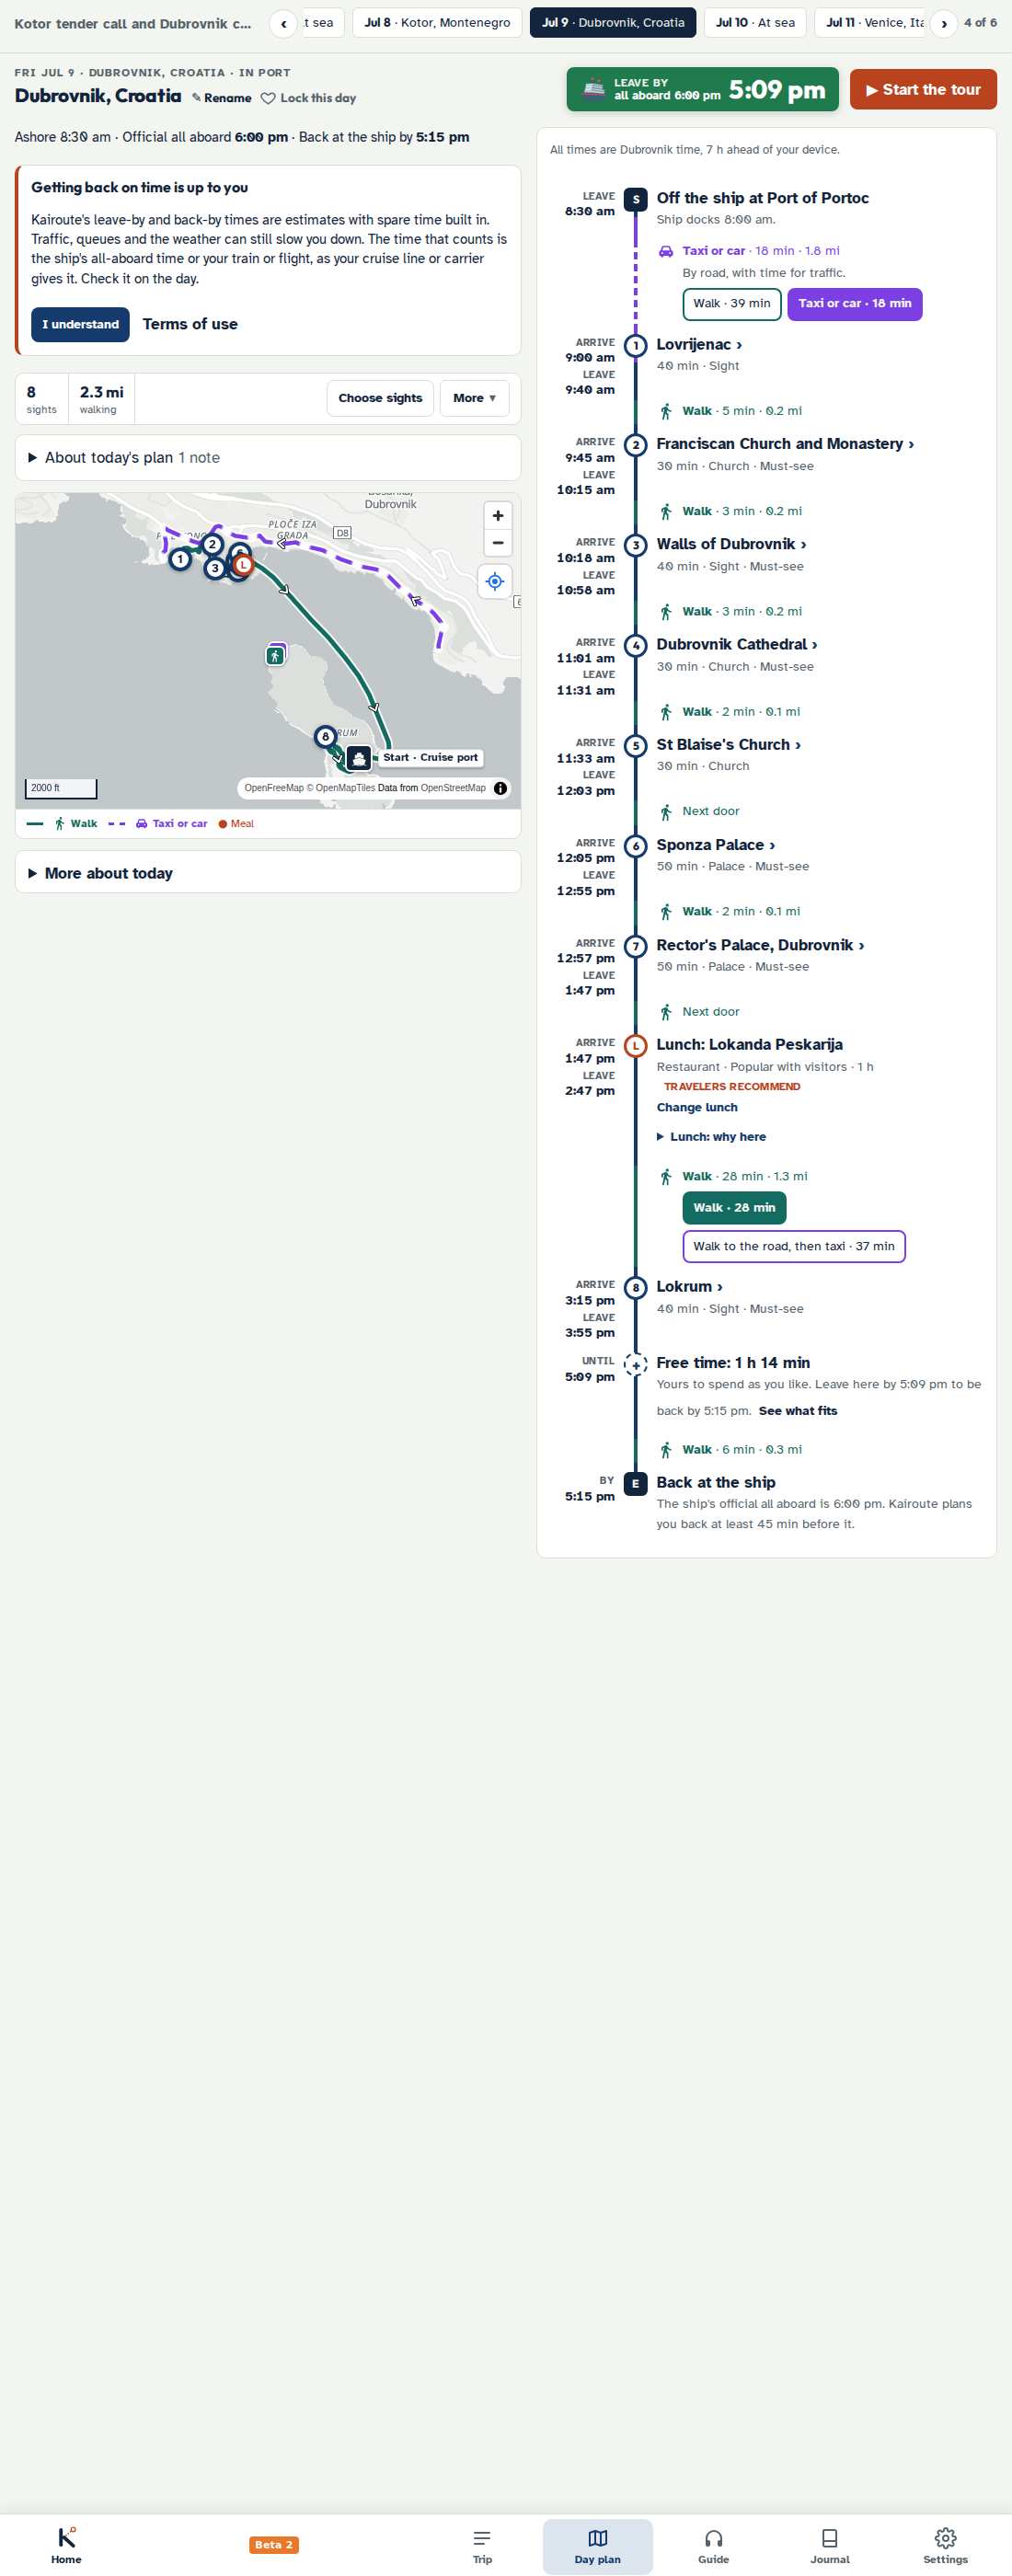 Kotor tender call and Dubrovnik c...
‹
t sea
Jul 8 · Kotor, Montenegro
Jul 9 · Dubrovnik, Croatia
Jul 10 · At sea
Jul 11 · Venice, Ita
›
4 of 6
FRI JUL 9 · DUBROVNIK, CROATIA · IN PORT
Dubrovnik, Croatia ✎ Rename ♡ Lock this day
LEAVE BY
all aboard 6:00 pm
5:09 pm
▶ Start the tour
Ashore 8:30 am · Official all aboard 6:00 pm · Back at the ship by 5:15 pm
Getting back on time is up to you
Kairoute's leave-by and back-by times are estimates with spare time built in.
Traffic, queues and the weather can still slow you down. The time that counts is
the ship's all-aboard time or your train or flight, as your cruise line or carrier
gives it. Check it on the day.
I understand
Terms of use
8
sights
2.3 mi
walking
Choose sights
More ▼
▶ About today's plan 1 note
Dubrovnik
PLOČE IZA
GRADA
D8
1
2
3
L
8
RUM
Start · Cruise port
+
−
2000 ft
OpenFreeMap © OpenMapTiles Data from OpenStreetMap
Walk
Taxi or car
Meal
▶ More about today
All times are Dubrovnik time, 7 h ahead of your device.
LEAVE
8:30 am
S
Off the ship at Port of Portoc
Ship docks 8:00 am.
Taxi or car · 18 min · 1.8 mi
By road, with time for traffic.
Walk · 39 min
Taxi or car · 18 min
ARRIVE
9:00 am
LEAVE
9:40 am
1
Lovrijenac ›
40 min · Sight
Walk · 5 min · 0.2 mi
ARRIVE
9:45 am
LEAVE
10:15 am
2
Franciscan Church and Monastery ›
30 min · Church · Must-see
Walk · 3 min · 0.2 mi
ARRIVE
10:18 am
LEAVE
10:58 am
3
Walls of Dubrovnik ›
40 min · Sight · Must-see
Walk · 3 min · 0.2 mi
ARRIVE
11:01 am
LEAVE
11:31 am
4
Dubrovnik Cathedral ›
30 min · Church · Must-see
Walk · 2 min · 0.1 mi
ARRIVE
11:33 am
LEAVE
12:03 pm
5
St Blaise's Church ›
30 min · Church
Next door
ARRIVE
12:05 pm
LEAVE
12:55 pm
6
Sponza Palace ›
50 min · Palace · Must-see
Walk · 2 min · 0.1 mi
ARRIVE
12:57 pm
LEAVE
1:47 pm
7
Rector's Palace, Dubrovnik ›
50 min · Palace · Must-see
Next door
ARRIVE
1:47 pm
LEAVE
2:47 pm
L
Lunch: Lokanda Peskarija
Restaurant · Popular with visitors · 1 h
TRAVELERS RECOMMEND
Change lunch
▶ Lunch: why here
Walk · 28 min · 1.3 mi
Walk · 28 min
Walk to the road, then taxi · 37 min
ARRIVE
3:15 pm
LEAVE
3:55 pm
8
Lokrum ›
40 min · Sight · Must-see
UNTIL
5:09 pm
+
Free time: 1 h 14 min
Yours to spend as you like. Leave here by 5:09 pm to be
back by 5:15 pm. See what fits
Walk · 6 min · 0.3 mi
BY
5:15 pm
E
Back at the ship
The ship's official all aboard is 6:00 pm. Kairoute plans
you back at least 45 min before it.
Home
Beta 2
Trip
Day plan
Guide
Journal
Settings